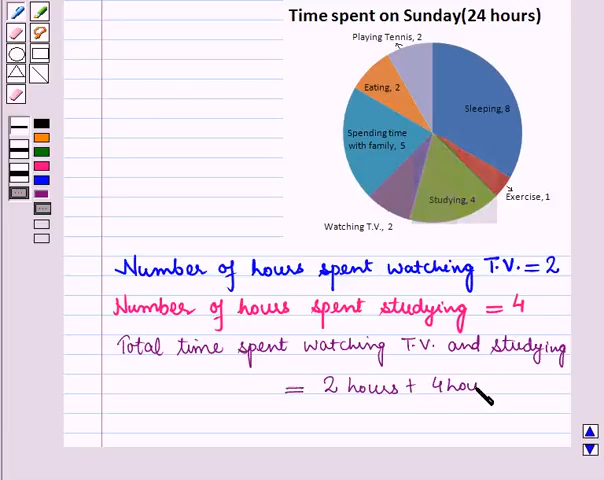 Time spent on Sunday(24 hours)
Playing Tennis, 2
Eating, 2
Sleeping, 8
Spending time
with family, 5
Studying, 4
Exercise, 1
Watching T.V., 2
Number of hours spent watching T.V. = 2
Number of hours spent studying = 4
Total time spent watching T.V. and studying
= 2 hours + 4 hou